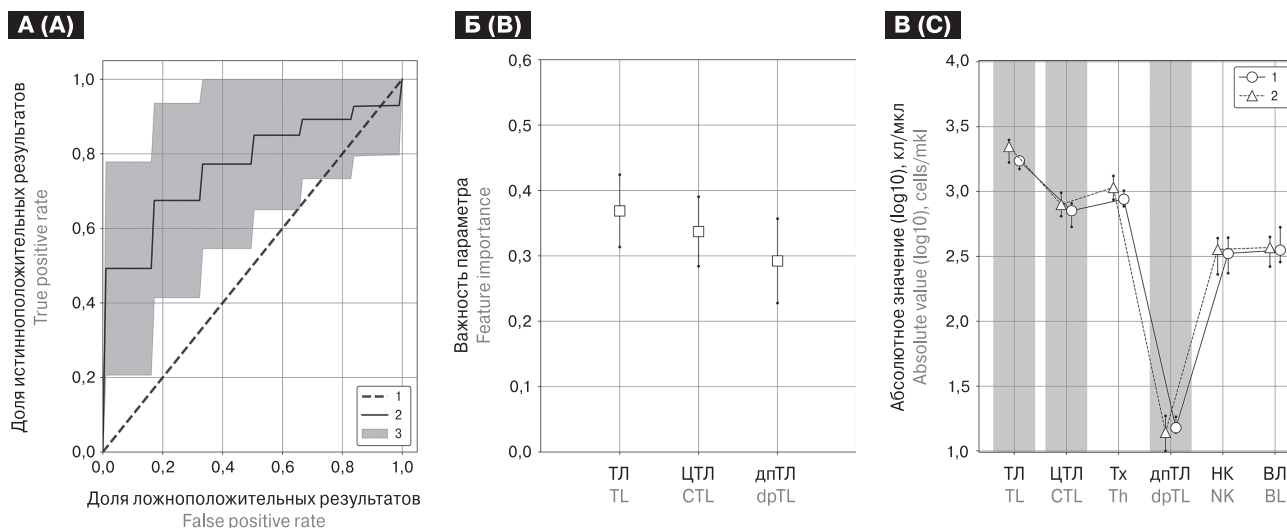 А (A)
Доля истинноположительных результатов
True positive rate
1,0
0,8
0,6
0,4
0,2
0,0
0,0 0,2 0,4 0,6 0,8 1,0
1
2
3
Доля ложноположительных результатов
False positive rate
Б (B)
Важность параметра
Feature importance
0,6
0,5
0,4
0,3
0,1
0,0
ТЛ ЦТЛ дпТЛ
TL CTL dpTL
В (C)
Абсолютное значение (log10), кл/мкл
Absolute value (log10), cells/mkl
4,0
3,5
3,0
2,5
2,0
1,5
1,0
1
2
ТЛ ЦТЛ Тх дпТЛ НК ВЛ
TL CTL Th dpTL NK BL